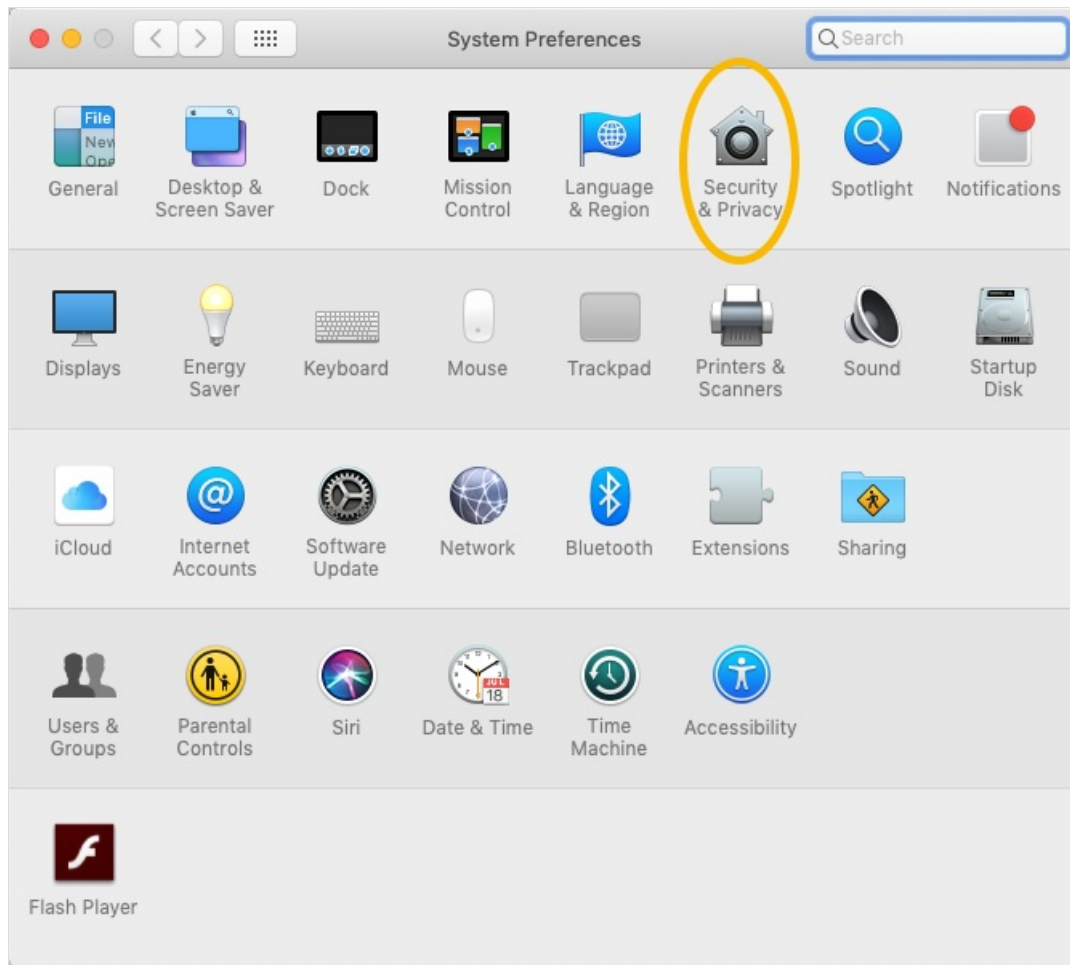 System Preferences
Search
File
New
Ope
General
Desktop &
Screen Saver
Dock
Mission
Control
Language
& Region
Security
& Privacy
Spotlight
Notifications
Displays
Energy
Saver
Keyboard
Mouse
Trackpad
Printers &
Scanners
Sound
Startup
Disk
iCloud
@
Internet
Accounts
Software
Update
Network
Bluetooth
Extensions
Sharing
Users &
Groups
Parental
Controls
Siri
JUL
18
Date & Time
Time
Machine
Accessibility
Flash Player